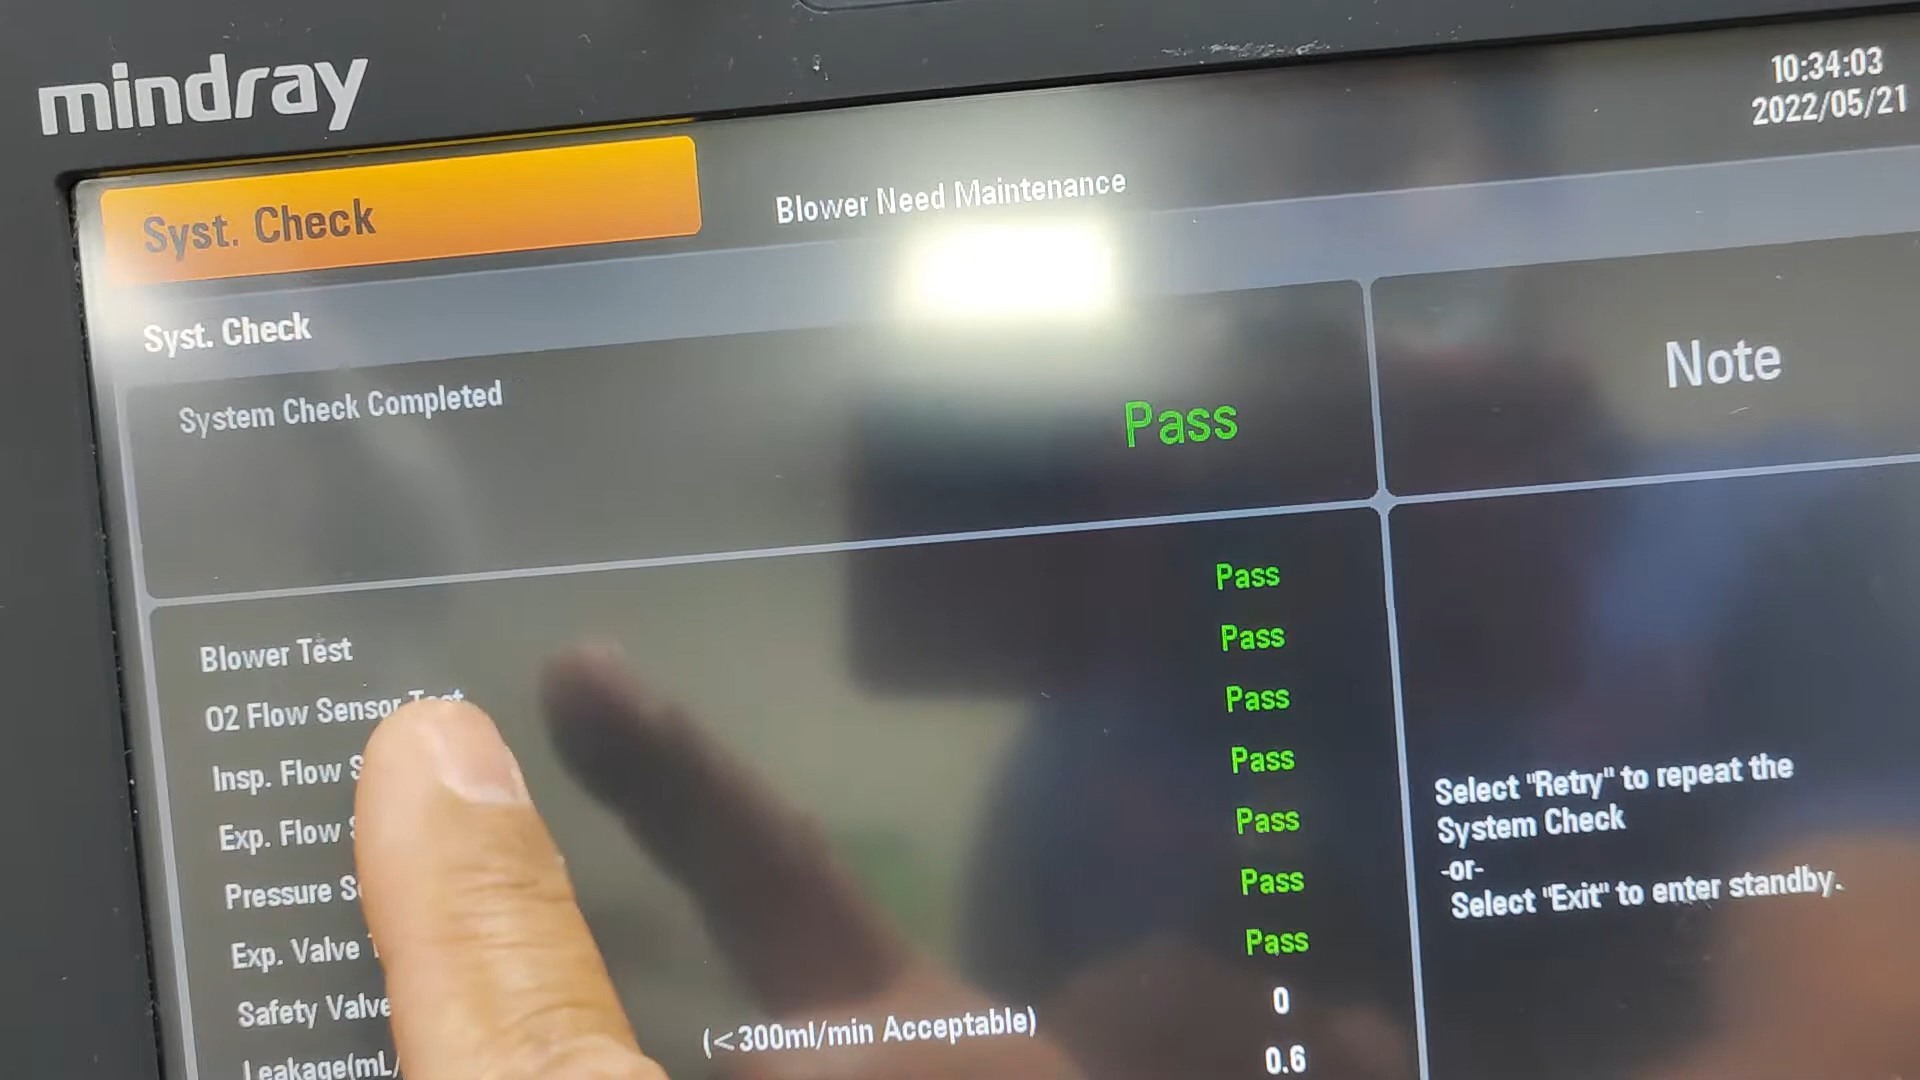 mindray
10:34:03
2022/05/21
Syst. Check
Blower Need Maintenance
Syst. Check
System Check Completed
Pass
Note
Blower Test
Pass
O2 Flow Sensor Test
Pass
Insp. Flow
Pass
Exp. Flow
Pass
Pressure
Pass
Exp. Valve
Pass
Safety Valve
Pass
Leakage(mL/
(<300ml/min Acceptable)
0
0.6
Select "Retry" to repeat the
System Check
-or-
Select "Exit" to enter standby.